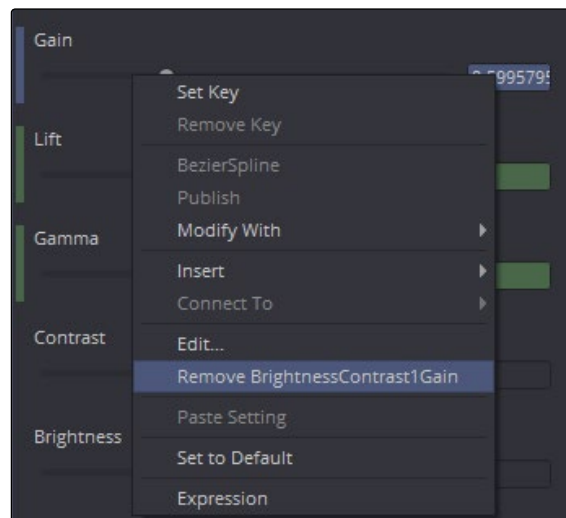 Gain
Set Key
Remove Key
Lift
BezierSpline
Publish
Gamma
Modify With
Insert
Connect To
Contrast
Edit...
Remove BrightnessContrast1Gain
Paste Setting
Brightness
Set to Default
Expression